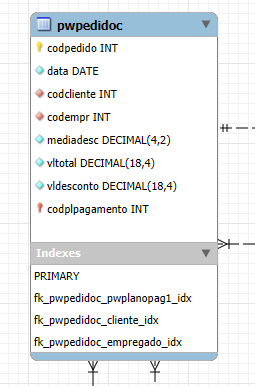 pwpedidoc
codpedido INT
data DATE
codcliente INT
codempr INT
mediadesc DECIMAL(4,2)
vltotal DECIMAL(18,4)
vldesconto DECIMAL(18,4)
codplpagamento INT
Indexes
PRIMARY
fk_pwpedidoc_pwplanopag1_idx
fk_pwpedidoc_cliente_idx
fk_pwpedidoc_empregado_idx